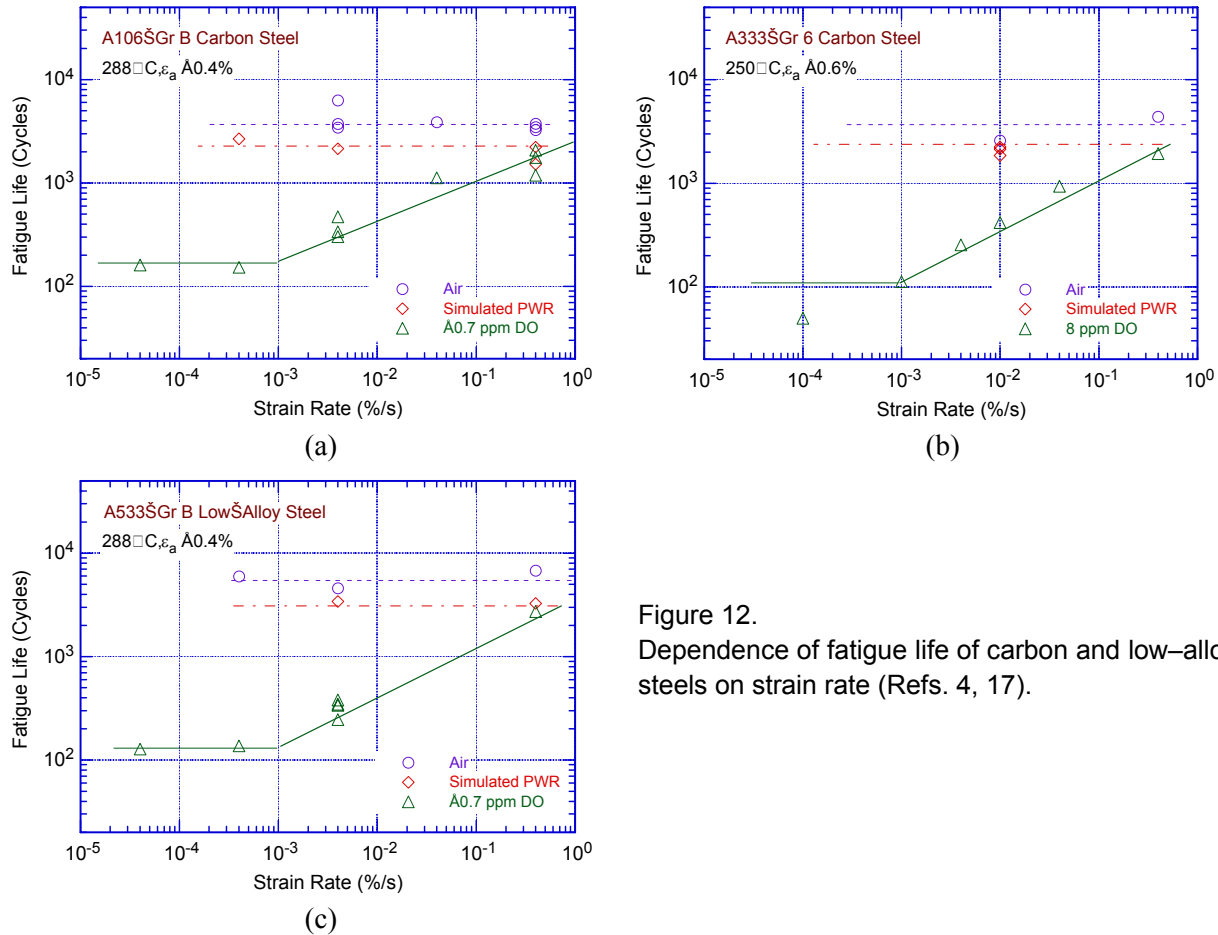 A106ŠGr B Carbon Steel
288□C,εa Å0.4%
Fatigue Life (Cycles)
10^4
10^3
10^2
Air
Simulated PWR
Å0.7 ppm DO
10^-5 10^-4 10^-3 10^-2 10^-1 10^0
Strain Rate (%/s)
(a)
A333ŠGr 6 Carbon Steel
250□C,εa Å0.6%
Fatigue Life (Cycles)
10^4
10^3
10^2
Air
Simulated PWR
8 ppm DO
10^-5 10^-4 10^-3 10^-2 10^-1 10^0
Strain Rate (%/s)
(b)
A533ŠGr B LowŠAlloy Steel
288□C,εa Å0.4%
Fatigue Life (Cycles)
10^4
10^3
10^2
Air
Simulated PWR
Å0.7 ppm DO
10^-5 10^-4 10^-3 10^-2 10^-1 10^0
Strain Rate (%/s)
(c)
Figure 12.
Dependence of fatigue life of carbon and low–allo
steels on strain rate (Refs. 4, 17).